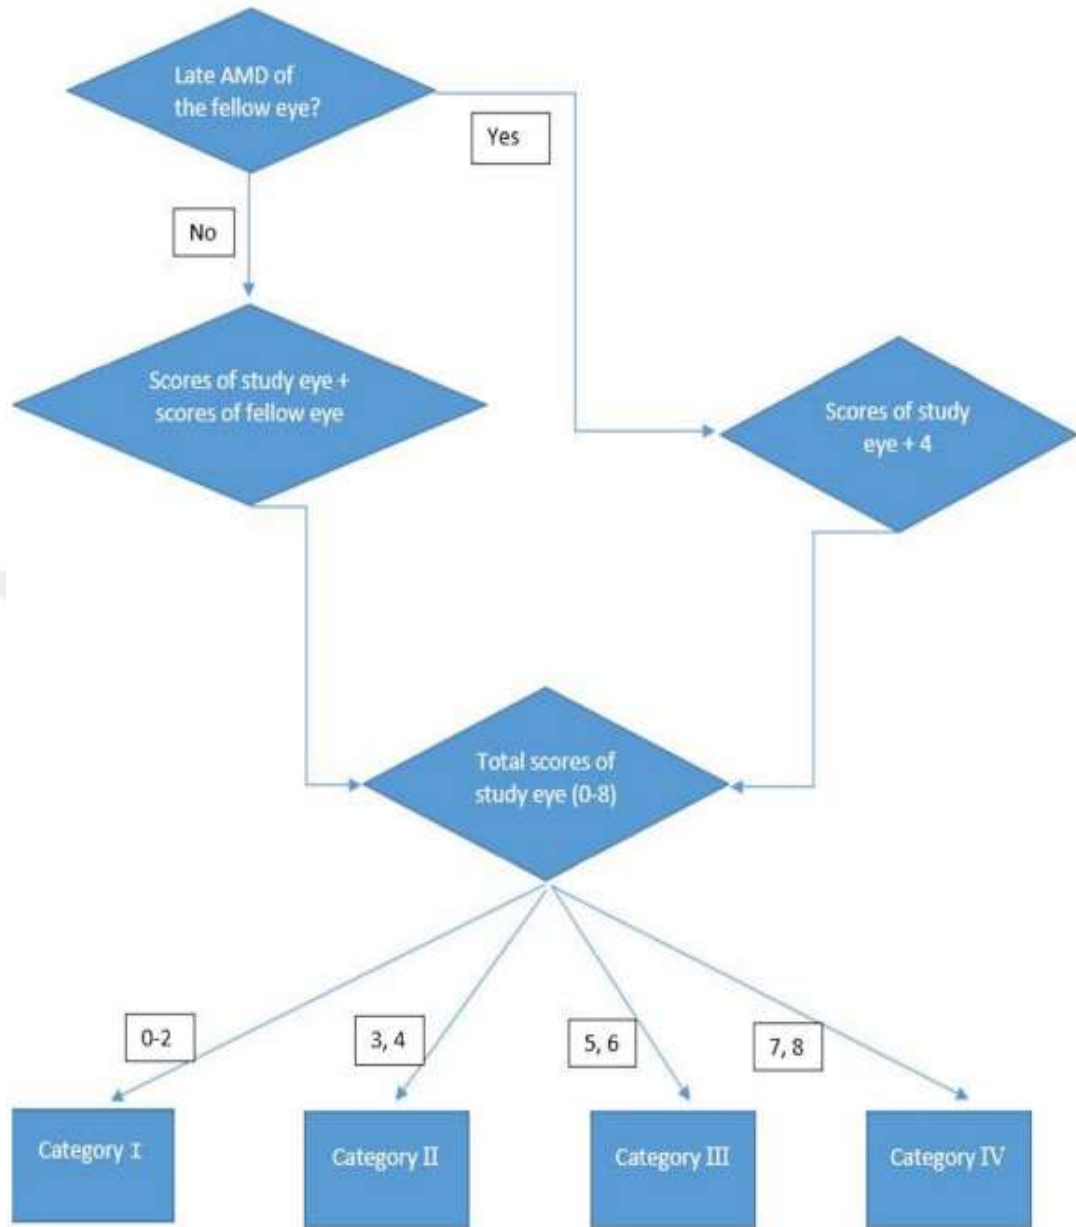 Late AMD of
the fellow eye?
Yes
No
Scores of study eye +
scores of fellow eye
Scores of study
eye + 4
Total scores of
study eye (0-8)
0-2
3, 4
5, 6
7, 8
Category I
Category II
Category III
Category IV